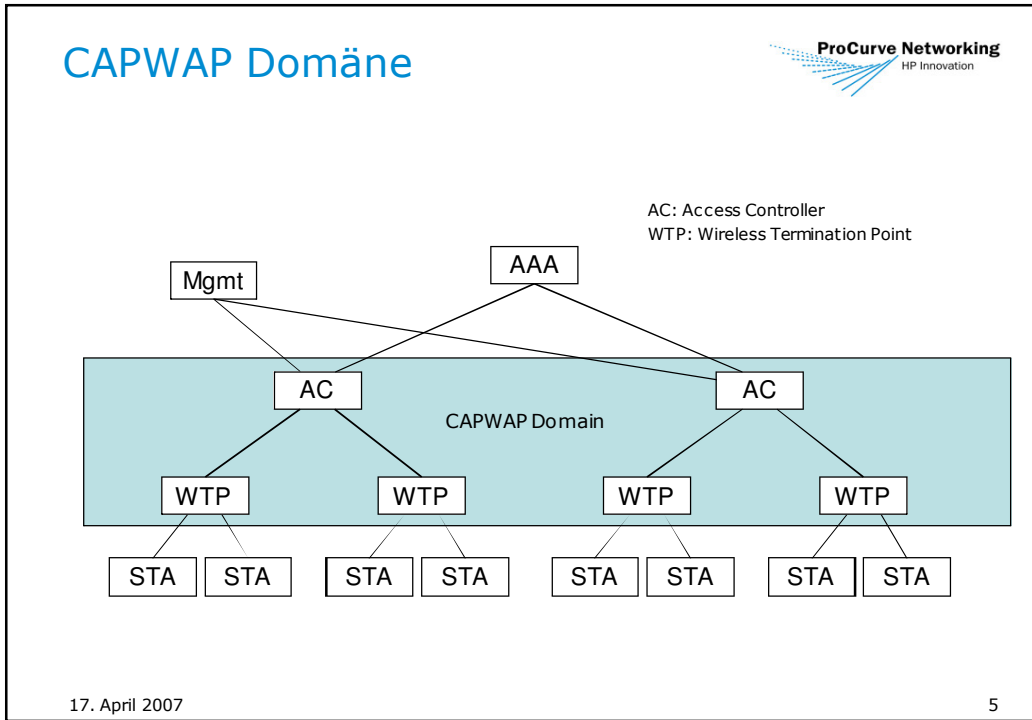 CAPWAP Domäne
ProCurve Networking
HP Innovation
AC: Access Controller
WTP: Wireless Termination Point
Mgmt
AAA
AC
AC
CAPWAP Domain
WTP
WTP
WTP
WTP
STA
STA
STA
STA
STA
STA
STA
STA
17. April 2007
5